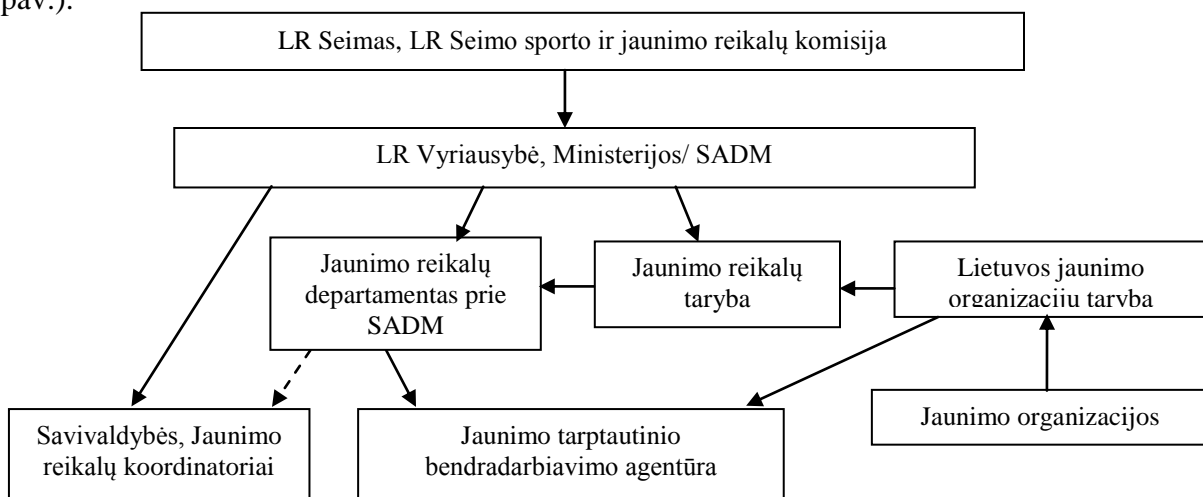 pav.).
LR Seimas, LR Seimo sporto ir jaunimo reikalų komisija
LR Vyriausybė, Ministerijos/ SADM
Jaunimo reikalų
departamentas prie
SADM
Jaunimo reikalų
taryba
Lietuvos jaunimo
organizacijų taryba
Jaunimo organizacijos
Savivaldybės, Jaunimo
reikalų koordinatoriai
Jaunimo tarptautinio
bendradarbiavimo agentūra